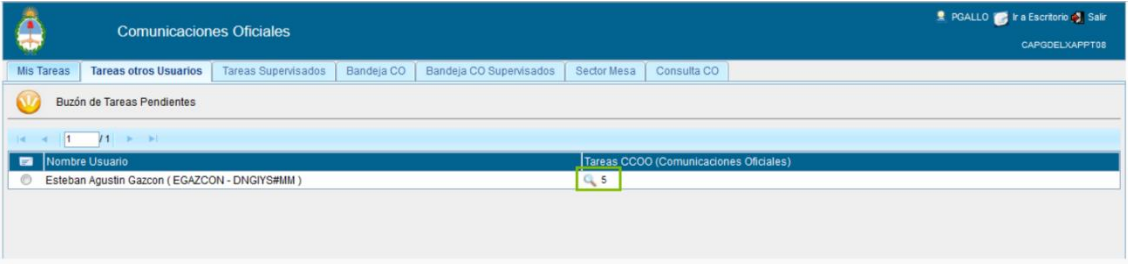 Comunicaciones Oficiales
PGALLO Ir a Escritorio Salir
CAPGDELXAPPT08
Mis Tareas Tareas otros Usuarios Tareas Supervisados Bandeja CO Bandeja CO Supervisados Sector Mesa Consulta CO
Buzón de Tareas Pendientes
1 / 1
Nombre Usuario Tareas CCOO (Comunicaciones Oficiales)
Esteban Agustin Gazcon ( EGAZCON - DNGIYS#MM ) 5